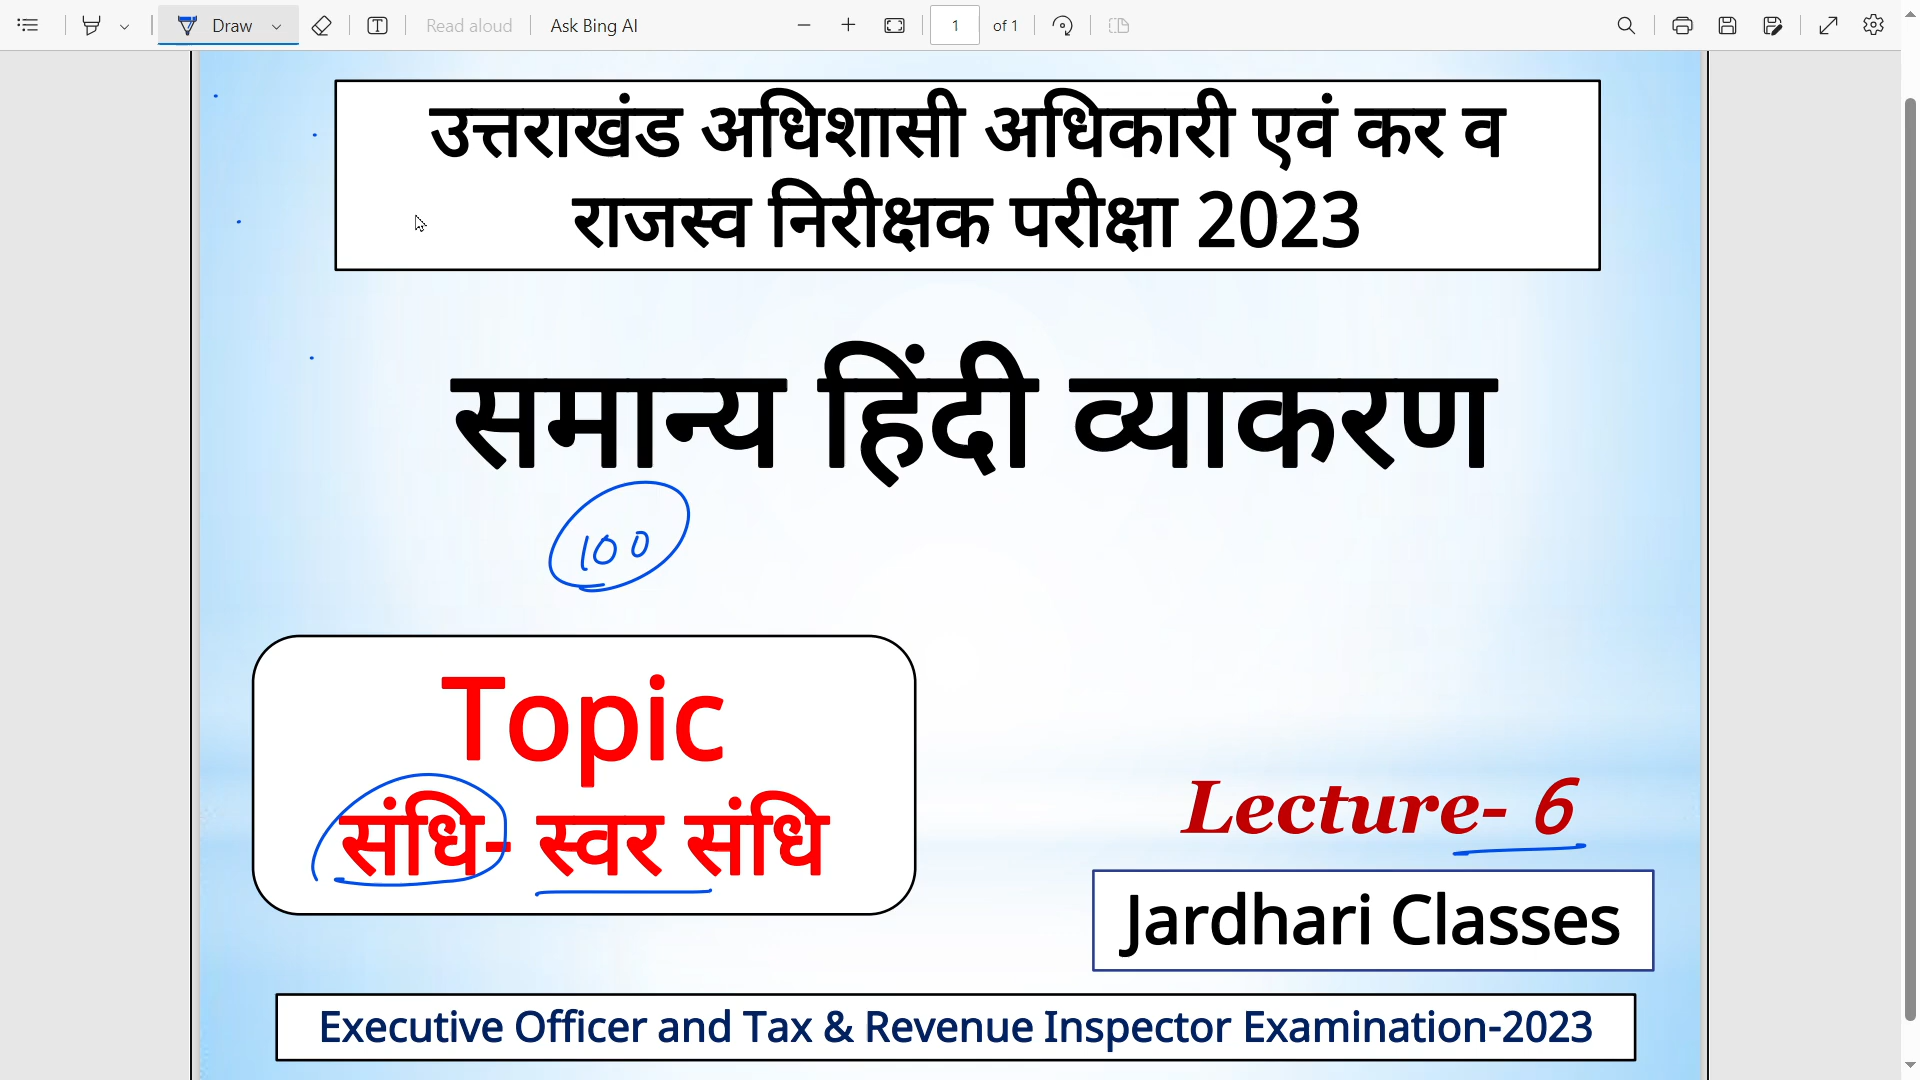 Draw
Read aloud
Ask Bing AI
1 of 1
उत्तराखंड अधिशासी अधिकारी एवं कर व
राजस्व निरीक्षक परीक्षा 2023
समान्य हिंदी व्याकरण
100
Topic
संधि- स्वर संधि
Lecture- 6
Jardhari Classes
Executive Officer and Tax & Revenue Inspector Examination-2023